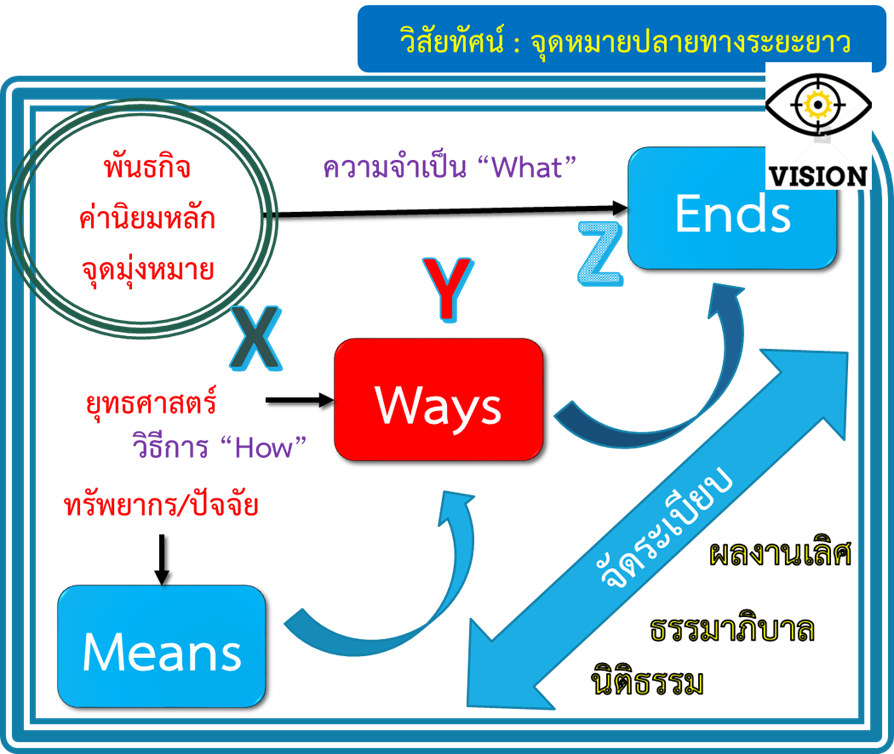 วิสัยทัศน์ : จุดหมายปลายทางระยะยาว
VISION
พันธกิจ
ค่านิยมหลัก
จุดมุ่งหมาย
ความจำเป็น “What”
Ends
Z
Y
X
Ways
ยุทธศาสตร์
วิธีการ “How”
ทรัพยากร/ปัจจัย
Means
จัดระเบียบ
ผลงานเลิศ
ธรรมาภิบาล
นิติธรรม